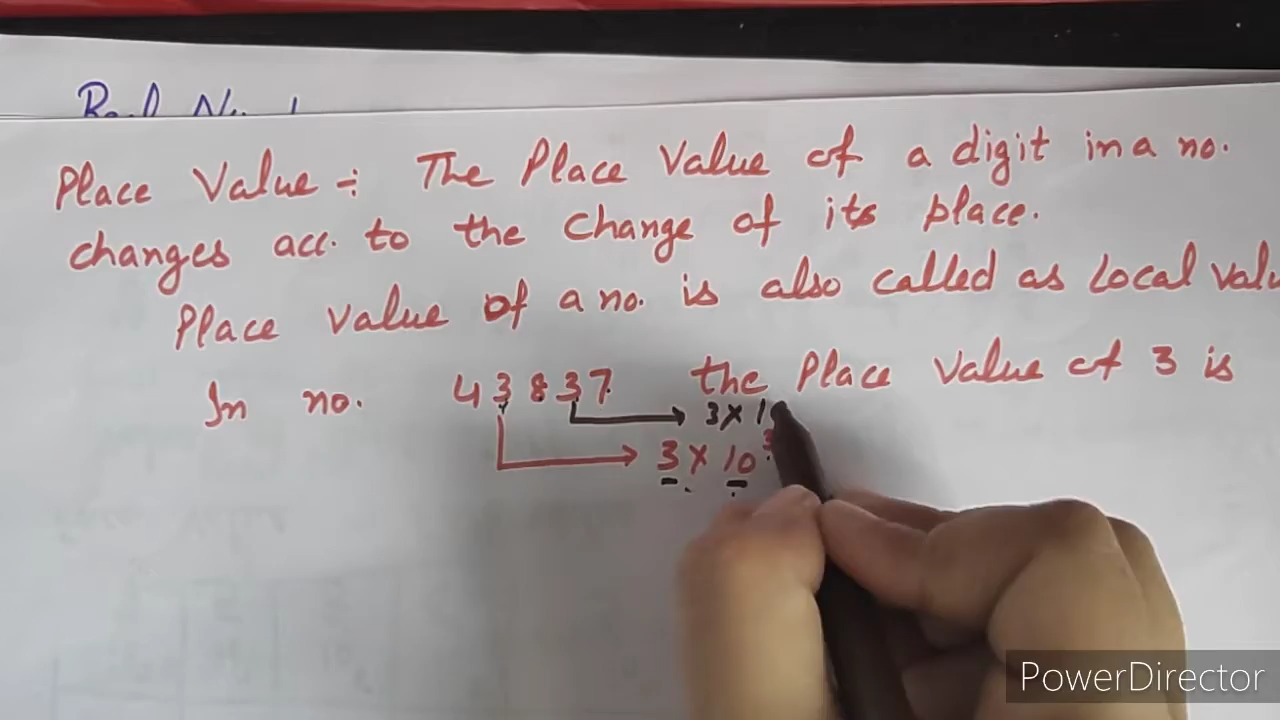 Place Value :- The Place Value of a digit in a no.
changes acc. to the change of its place.
Place Value of a no. is also called as Local
In no. 43837 the Place Value of 3 is
3 X
3 X 10³
PowerDirector